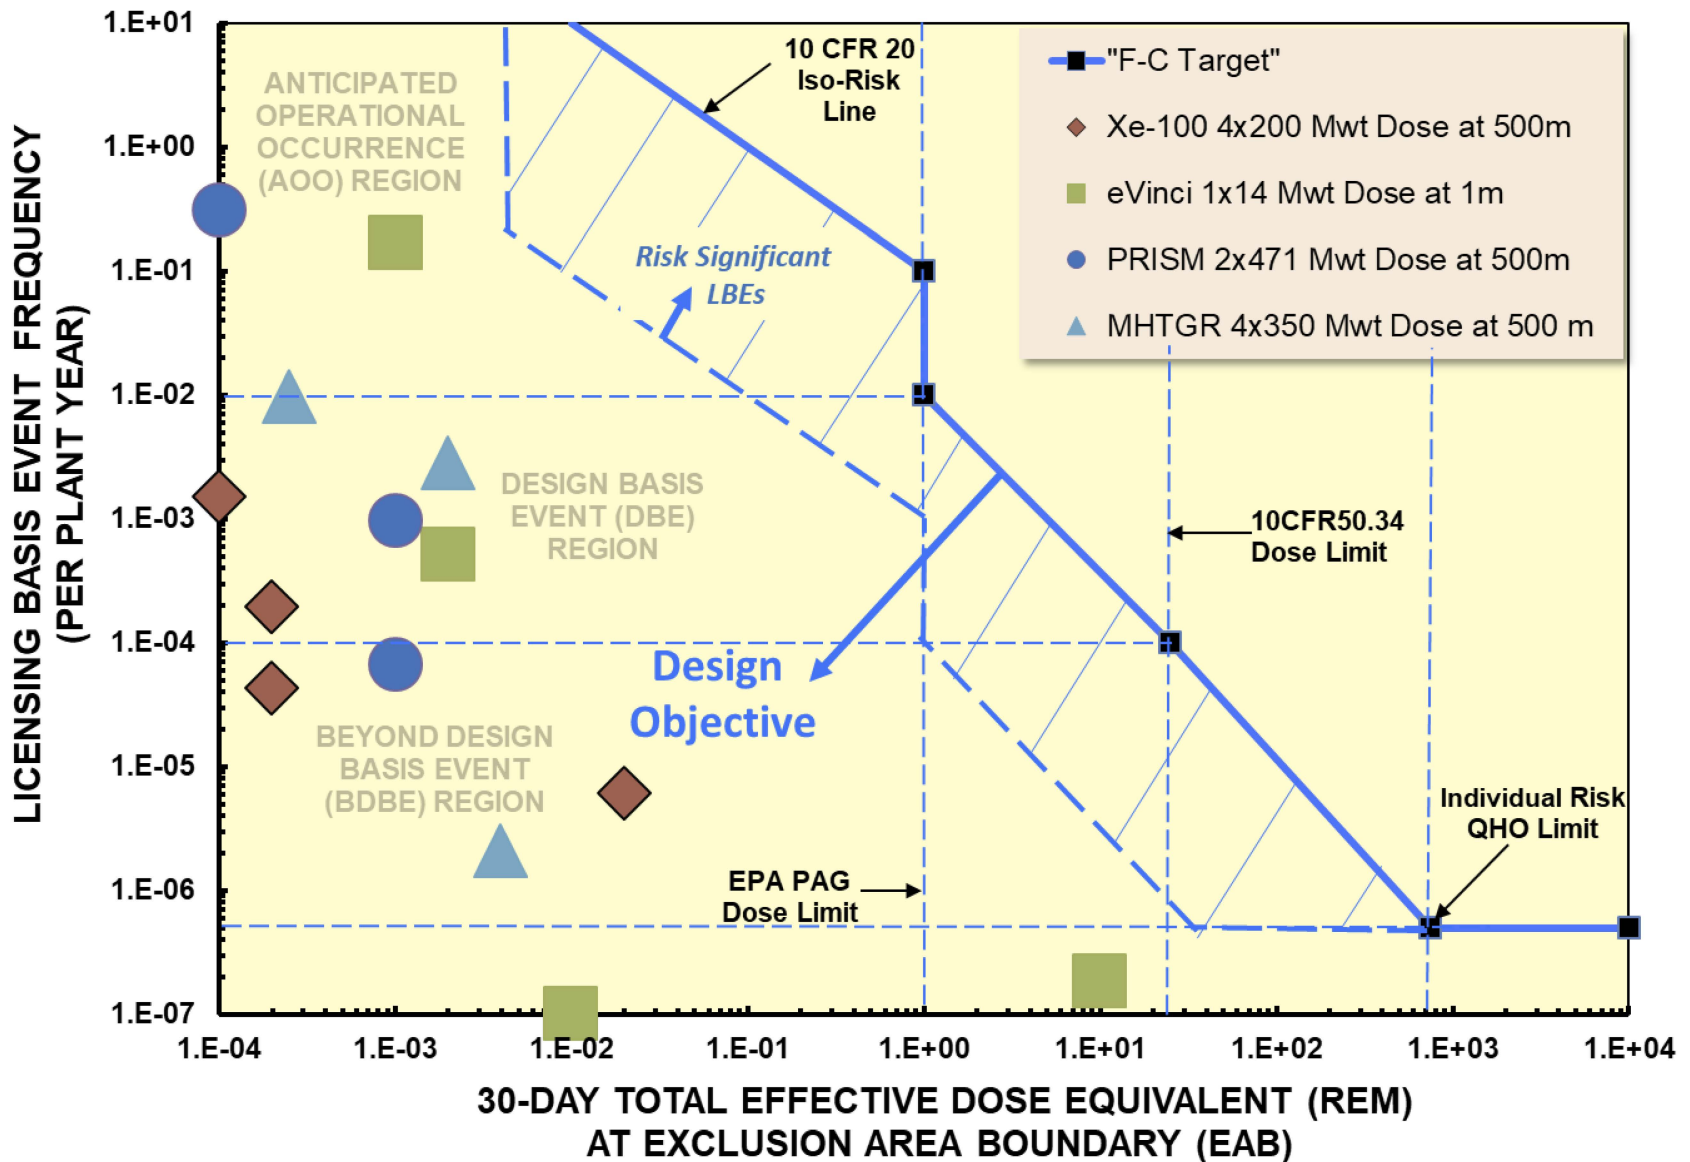 LICENSING BASIS EVENT FREQUENCY
(PER PLANT YEAR)
1.E+01
1.E+00
1.E-01
1.E-02
1.E-03
1.E-04
1.E-05
1.E-06
1.E-07
ANTICIPATED
OPERATIONAL
OCCURRENCE
(AOO) REGION
10 CFR 20
Iso-Risk
Line
"F-C Target"
Xe-100 4x200 Mwt Dose at 500m
eVinci 1x14 Mwt Dose at 1m
PRISM 2x471 Mwt Dose at 500m
MHTGR 4x350 Mwt Dose at 500 m
Risk Significant
LBEs
DESIGN BASIS
EVENT (DBE)
REGION
10CFR50.34
Dose Limit
Design
Objective
BEYOND DESIGN
BASIS EVENT
(BDBE) REGION
Individual Risk
QHO Limit
EPA PAG
Dose Limit
1.E-04
1.E-03
1.E-02
1.E-01
1.E+00
1.E+01
1.E+02
1.E+03
1.E+04
30-DAY TOTAL EFFECTIVE DOSE EQUIVALENT (REM)
AT EXCLUSION AREA BOUNDARY (EAB)